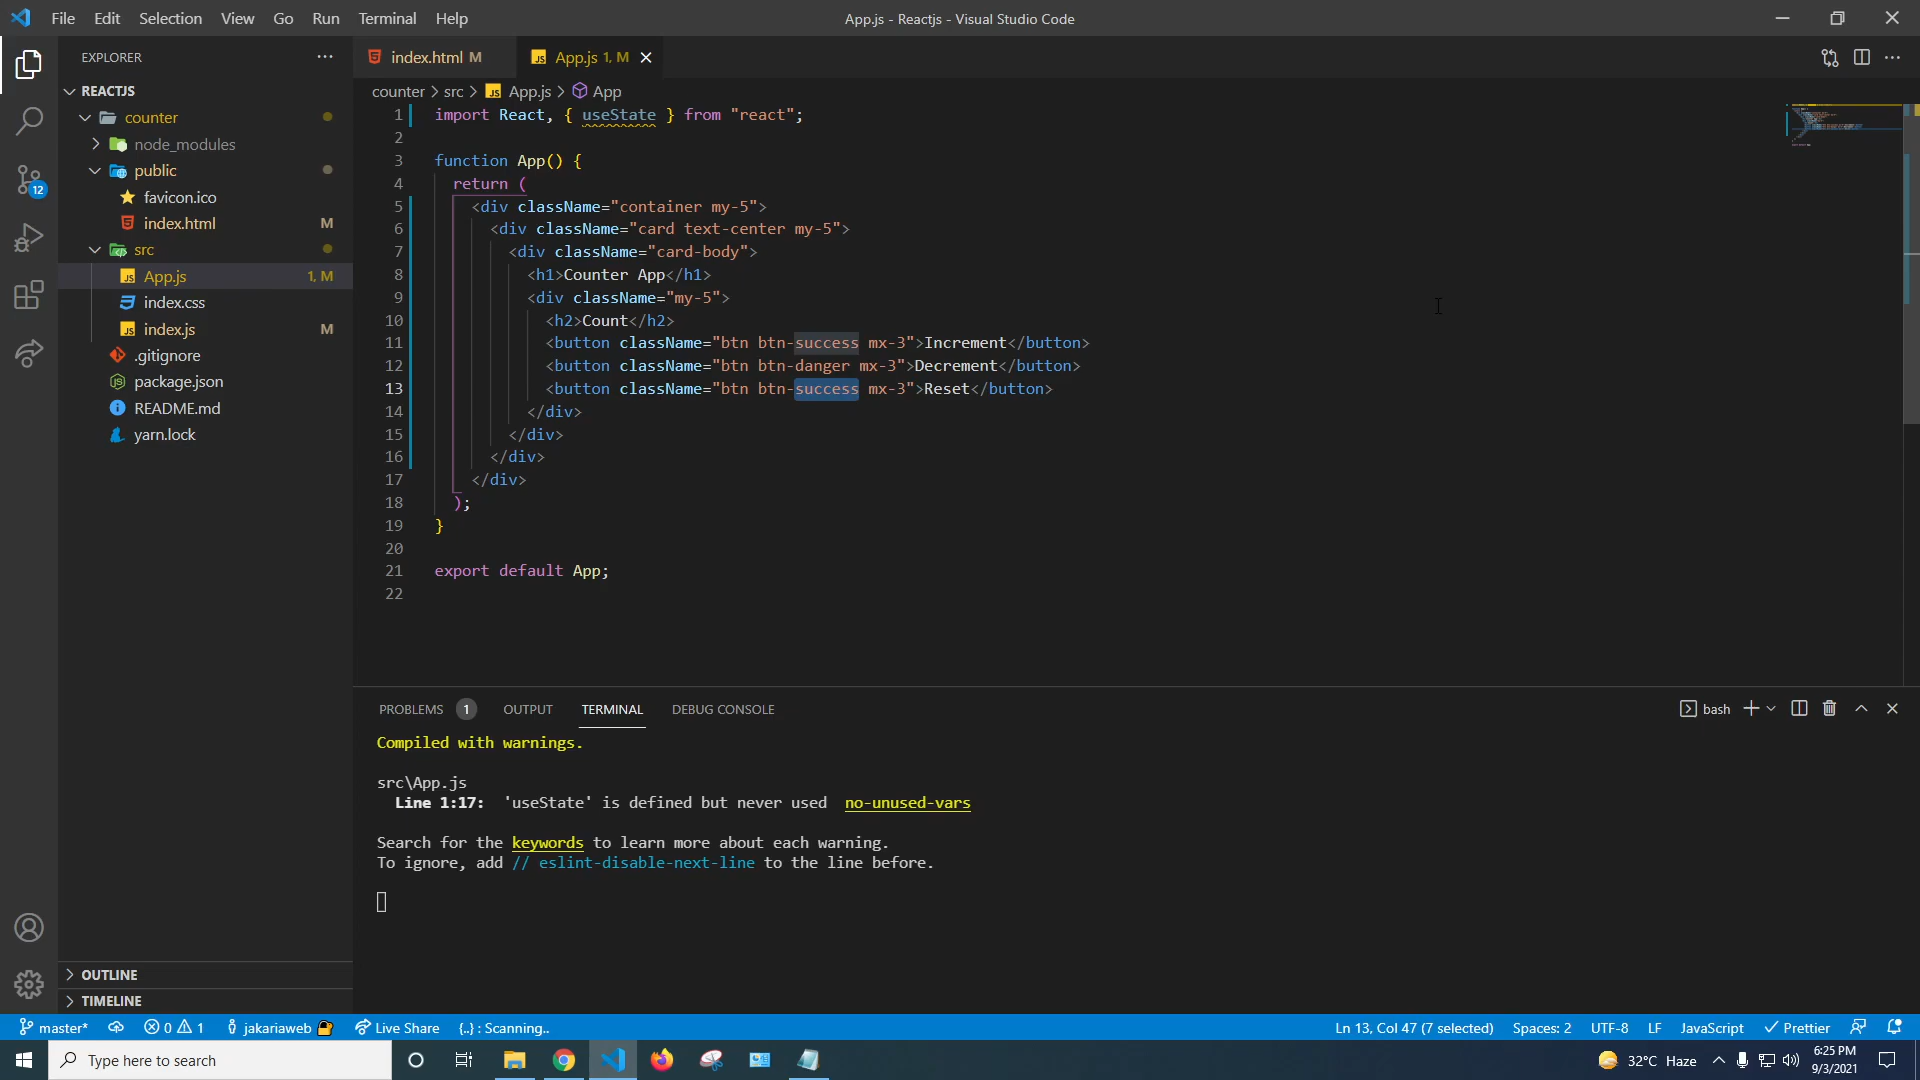 File Edit Selection View Go Run Terminal Help
App.js - Reactjs - Visual Studio Code
EXPLORER
REACTJS
counter
node_modules
public
favicon.ico
index.html M
src
App.js 1, M
index.css
index.js M
.gitignore
package.json
README.md
yarn.lock
OUTLINE
TIMELINE
12
index.html M
App.js 1, M
counter > src > App.js > App
1 import React, { useState } from "react";
2
3 function App() {
4 return (
5 <div className="container my-5">
6 <div className="card text-center my-5">
7 <div className="card-body">
8 <h1>Counter App</h1>
9 <div className="my-5">
10 <h2>Count</h2>
11 <button className="btn btn-success mx-3">Increment</button>
12 <button className="btn btn-danger mx-3">Decrement</button>
13 <button className="btn btn-success mx-3">Reset</button>
14 </div>
15 </div>
16 </div>
17 </div>
18 );
19 }
20
21 export default App;
22
PROBLEMS 1 OUTPUT TERMINAL DEBUG CONSOLE
bash
Compiled with warnings.
src\App.js
Line 1:17: 'useState' is defined but never used no-unused-vars
Search for the keywords to learn more about each warning.
To ignore, add // eslint-disable-next-line to the line before.
master* 0 1 jakariaweb Live Share {..} : Scanning..
Ln 13, Col 47 (7 selected) Spaces: 2 UTF-8 LF JavaScript Prettier
Type here to search
32°C Haze
6:25 PM
9/3/2021